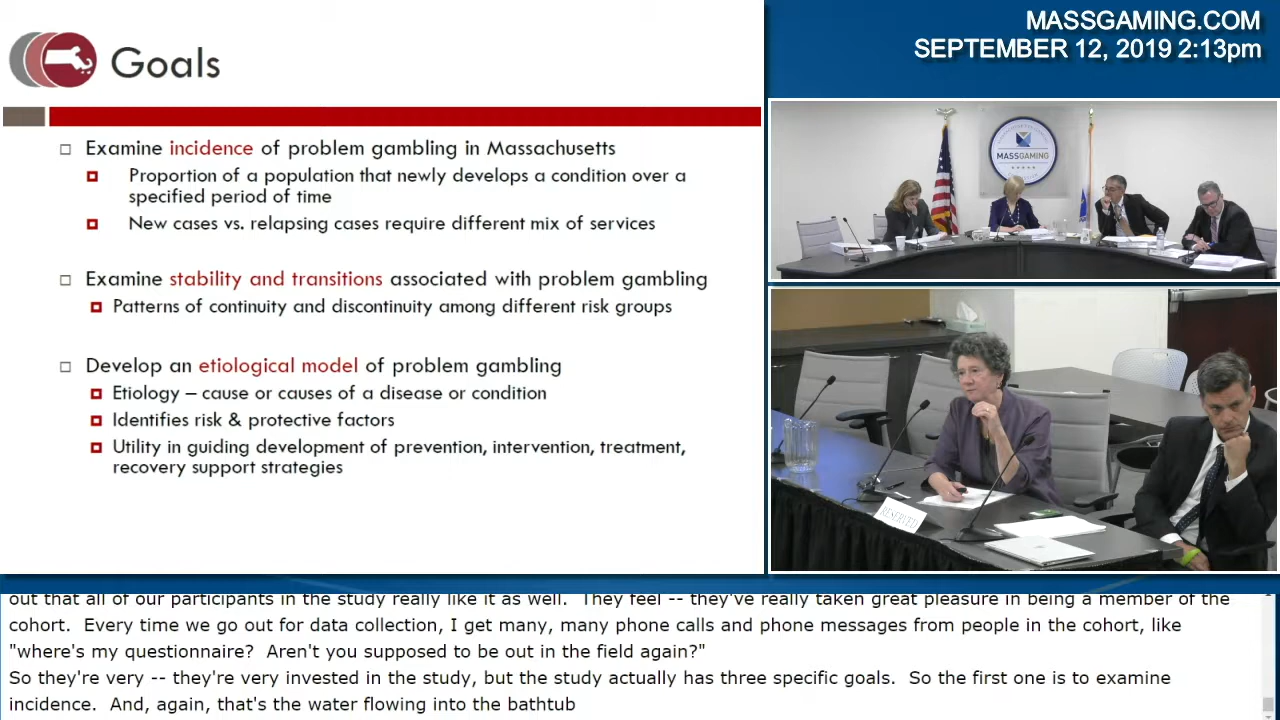 MASSGAMING.COM
SEPTEMBER 12, 2019 2:13pm
Goals
Examine incidence of problem gambling in Massachusetts
Proportion of a population that newly develops a condition over a
specified period of time
New cases vs. relapsing cases require different mix of services
Examine stability and transitions associated with problem gambling
Patterns of continuity and discontinuity among different risk groups
Develop an etiological model of problem gambling
Etiology – cause or causes of a disease or condition
Identifies risk & protective factors
Utility in guiding development of prevention, intervention, treatment,
recovery support strategies
MASSGAMING
RESERVED
out that all of our participants in the study really like it as well.  They feel -- they've really taken great pleasure in being a member of the
cohort.  Every time we go out for data collection, I get many, many phone calls and phone messages from people in the cohort, like
"where's my questionnaire?  Aren't you supposed to be out in the field again?"
So they're very -- they're very invested in the study, but the study actually has three specific goals.  So the first one is to examine
incidence.  And, again, that's the water flowing into the bathtub